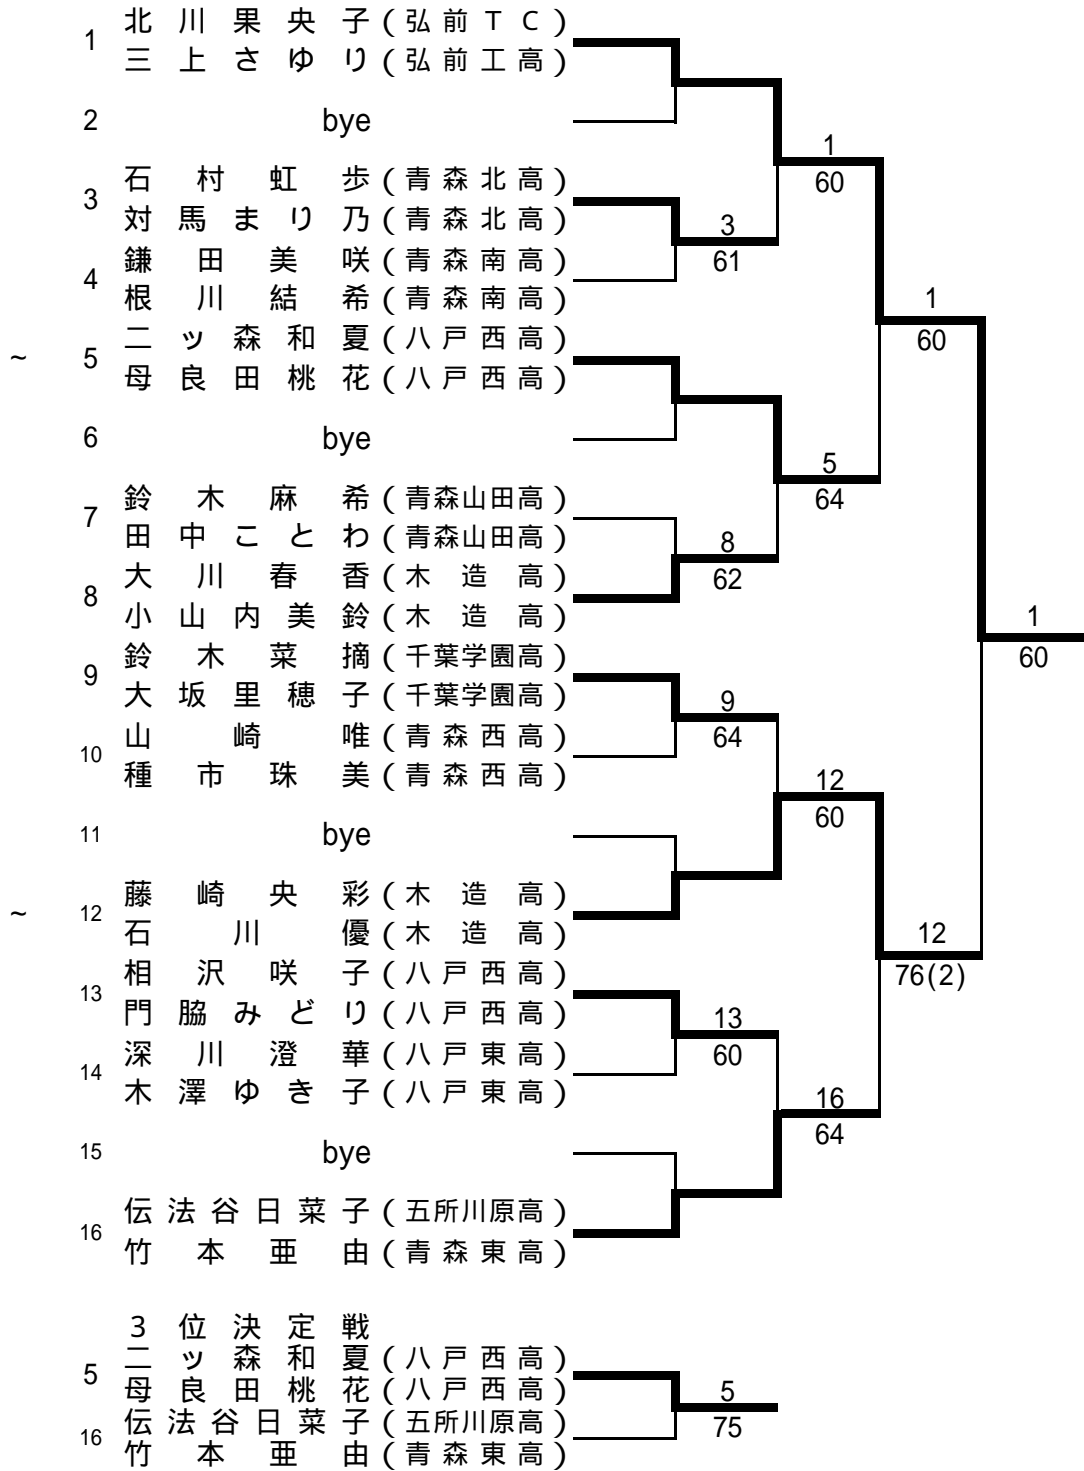 1 北川果央子(弘前TC)
三上さゆり(弘前工高)
2 bye
1
60
3 石村虹歩(青森北高)
対馬まり乃(青森北高)
3
61
4 鎌田美咲(青森南高)
根川結希(青森南高)
1
60
~ 5 二ッ森和夏(八戸西高)
母良田桃花(八戸西高)
6 bye
5
64
7 鈴木麻希(青森山田高)
田中ことわ(青森山田高)
8
62
8 大川春香(木造高)
小山内美鈴(木造高)
1
60
9 鈴木菜摘(千葉学園高)
大坂里穂子(千葉学園高)
9
64
10 山崎唯(青森西高)
種市珠美(青森西高)
12
60
11 bye
~ 12 藤崎央彩(木造高)
石川優(木造高)
12
76(2)
13 相沢咲子(八戸西高)
門脇みどり(八戸西高)
13
60
14 深川澄華(八戸東高)
木澤ゆき子(八戸東高)
16
64
15 bye
16 伝法谷日菜子(五所川原高)
竹本亜由(青森東高)
3位決定戦
5 二ッ森和夏(八戸西高)
母良田桃花(八戸西高)
5
75
16 伝法谷日菜子(五所川原高)
竹本亜由(青森東高)